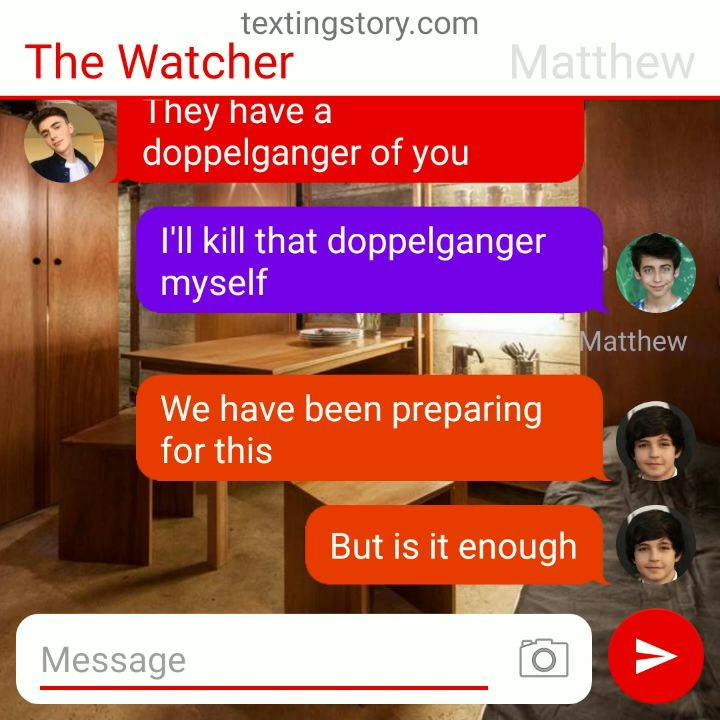 textingstory.com
The Watcher
Matthew
They have a
doppelganger of you
I'll kill that doppelganger
myself
Matthew
We have been preparing
for this
But is it enough
Message